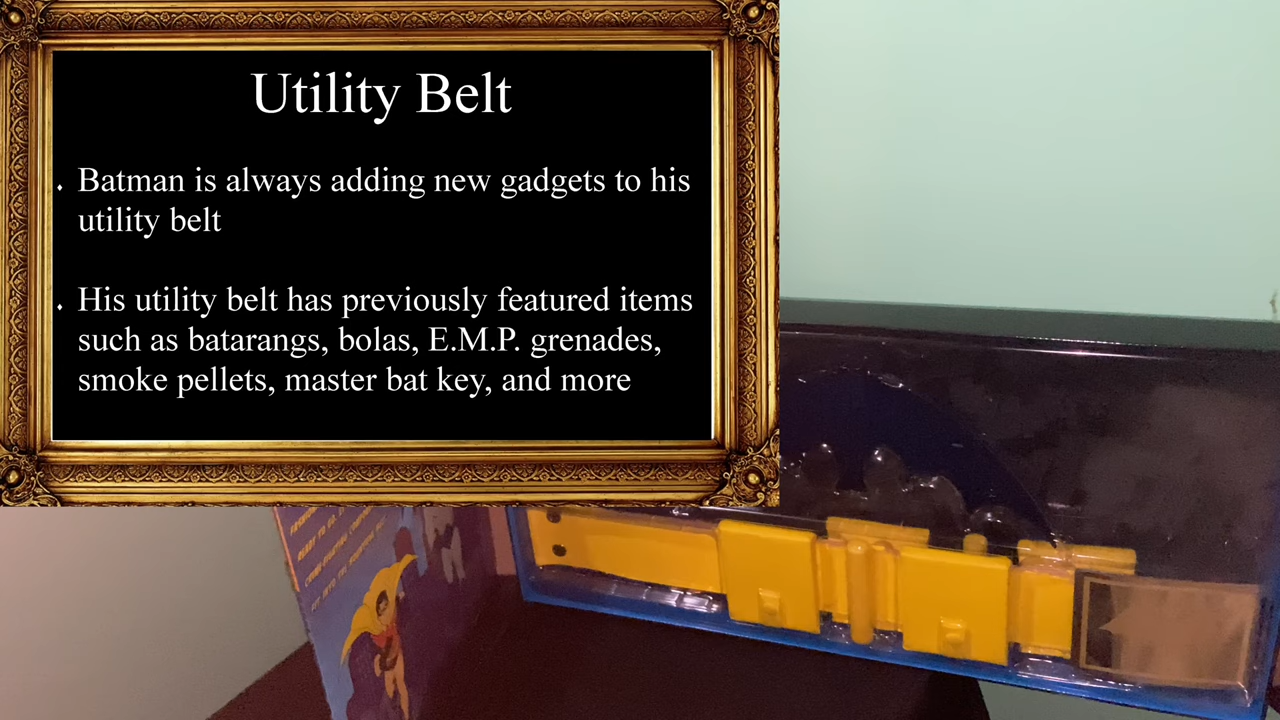 Utility Belt
Batman is always adding new gadgets to his
utility belt
His utility belt has previously featured items
such as batarangs, bolas, E.M.P. grenades,
smoke pellets, master bat key, and more